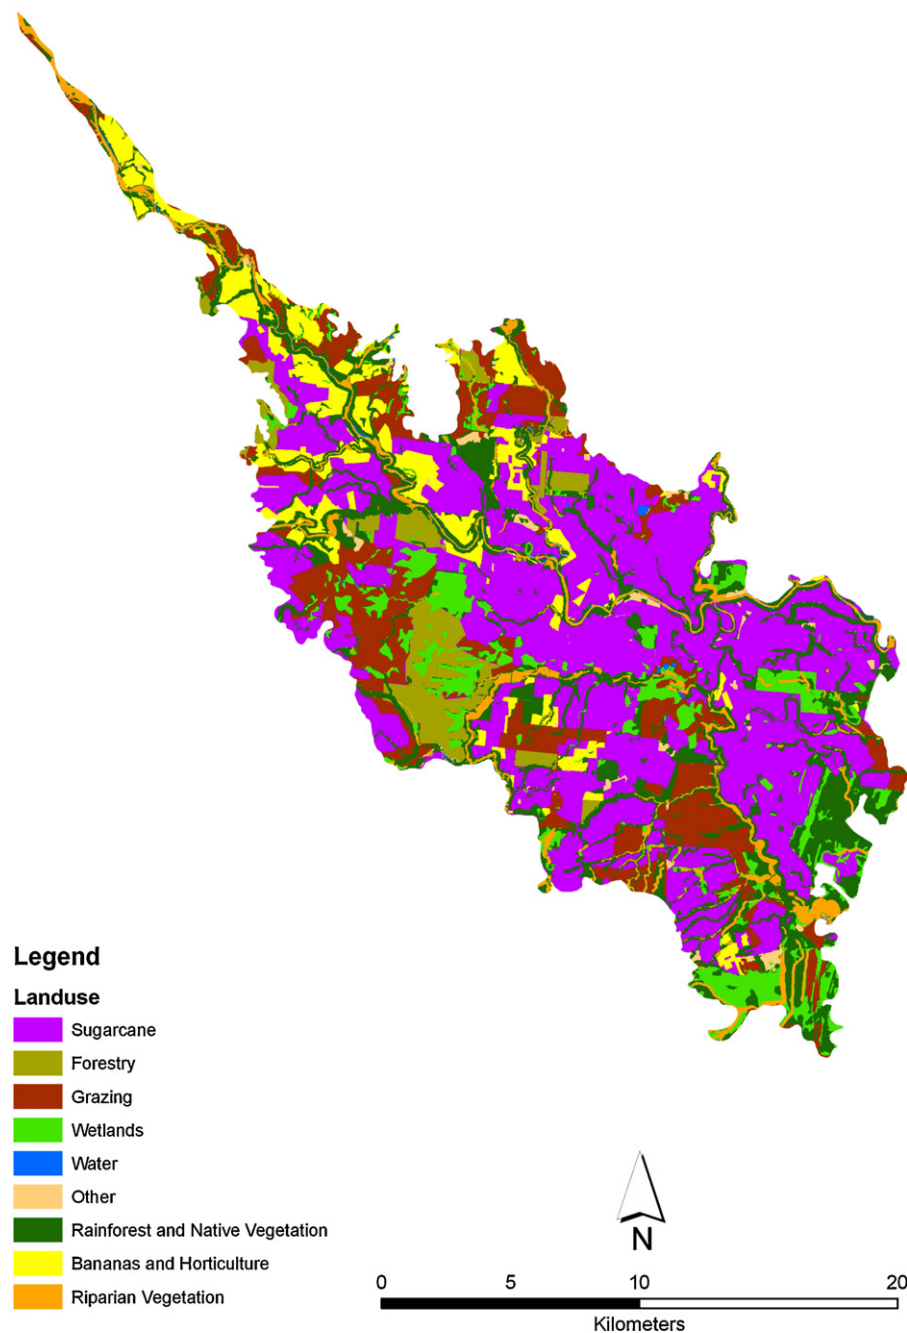 Legend
Landuse
Sugarcane
Forestry
Grazing
Wetlands
Water
Other
Rainforest and Native Vegetation
Bananas and Horticulture
Riparian Vegetation
N
0 5 10 20
Kilometers